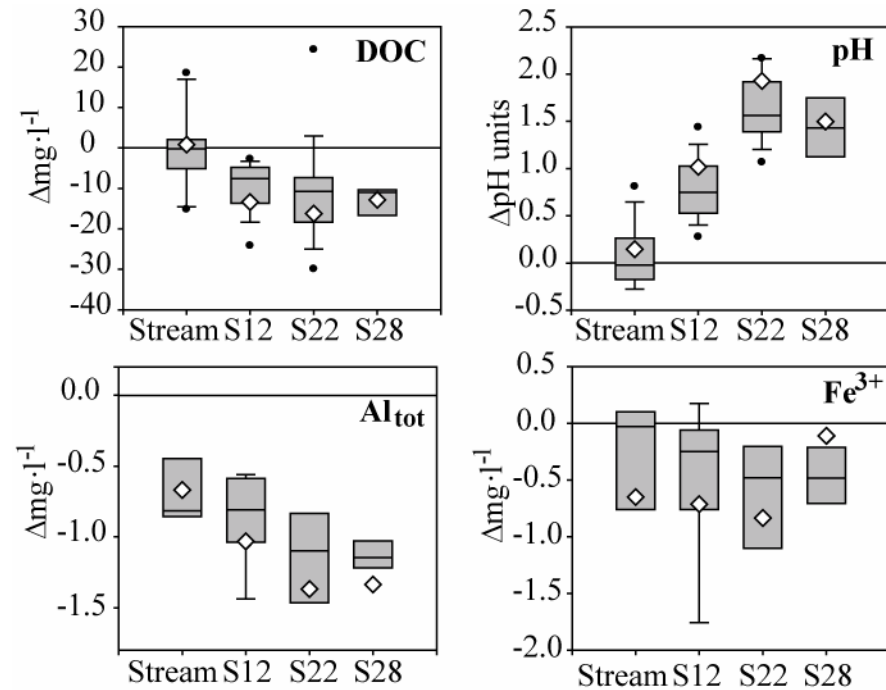 DOC
Δmg·l⁻¹
30
20
10
0
-10
-20
-30
-40
Stream S12 S22 S28
pH
ΔpH units
2.5
2.0
1.5
1.0
0.5
0.0
-0.5
Stream S12 S22 S28
Al_tot
Δmg·l⁻¹
0.0
-0.5
-1.0
-1.5
Stream S12 S22 S28
Fe³⁺
Δmg·l⁻¹
0.5
0.0
-0.5
-1.0
-1.5
-2.0
Stream S12 S22 S28